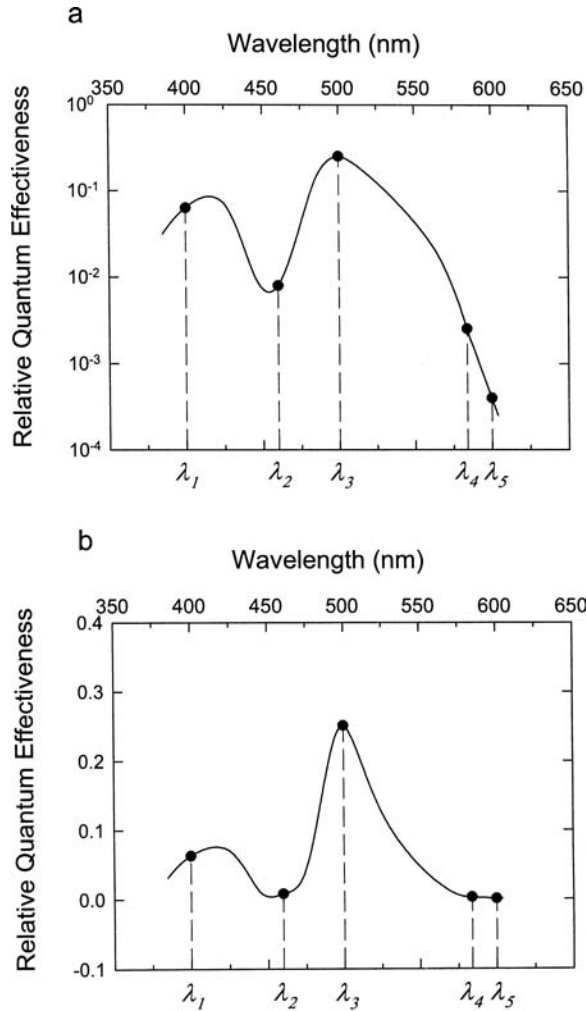 a
Wavelength (nm)
350 400 450 500 550 600 650
Relative Quantum Effectiveness
10⁰
10⁻¹
10⁻²
10⁻³
10⁻⁴
λ₁ λ₂ λ₃ λ₄ λ₅
b
Wavelength (nm)
350 400 450 500 550 600 650
Relative Quantum Effectiveness
0.4
0.3
0.2
0.1
0.0
-0.1
λ₁ λ₂ λ₃ λ₄ λ₅